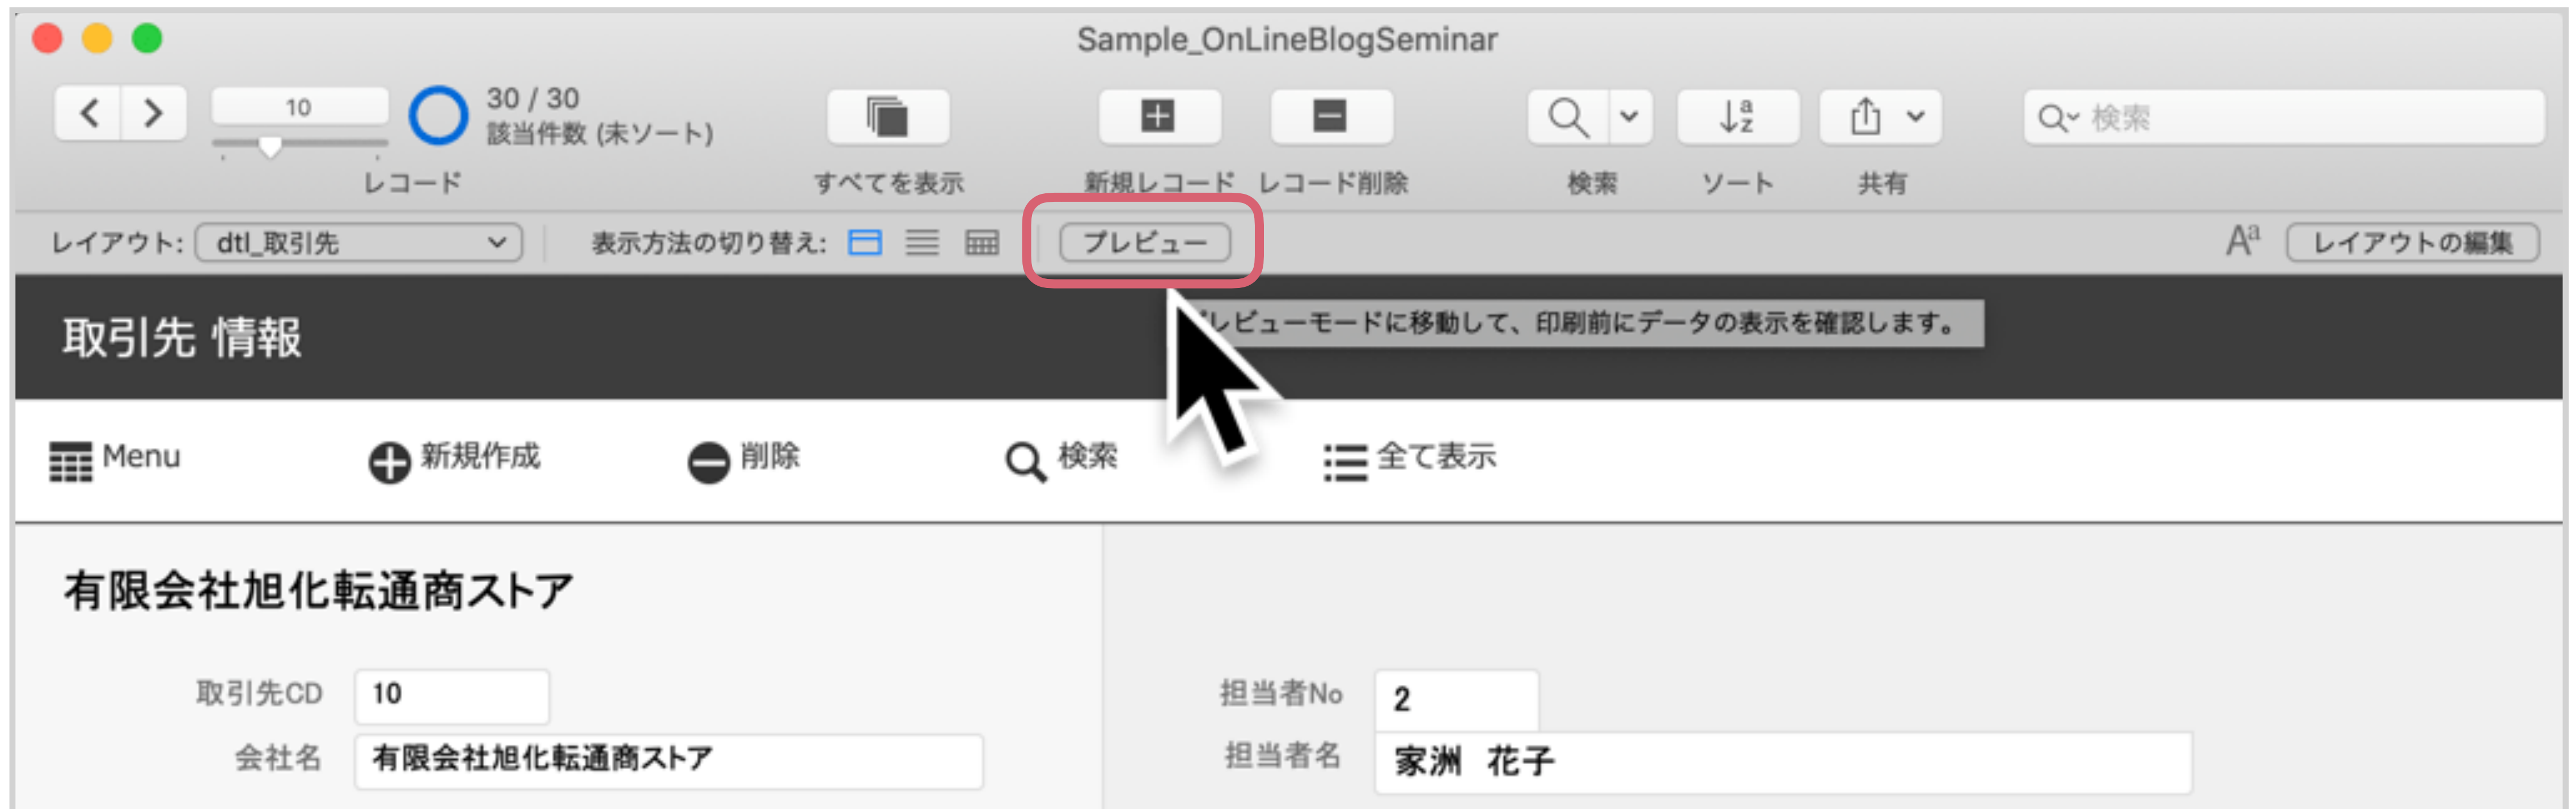 Sample_OnLineBlogSeminar
10
30 / 30
該当件数 (未ソート)
検索
レコード
すべてを表示
新規レコード
レコード削除
検索
ソート
共有
レイアウト:
dtl_取引先
表示方法の切り替え:
プレビュー
Aa
レイアウトの編集
取引先 情報
レビューモードに移動して、印刷前にデータの表示を確認します。
Menu
新規作成
削除
検索
全て表示
有限会社旭化転通商ストア
取引先CD
10
担当者No
2
会社名
有限会社旭化転通商ストア
担当者名
家洲 花子